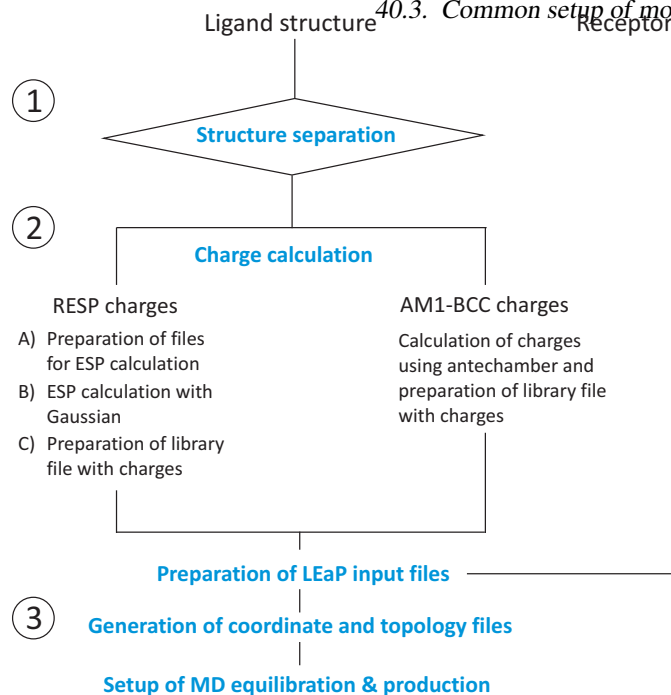 40.3. Common setup of mo
Ligand structure
Receptor
1
Structure separation
2
Charge calculation
RESP charges
A) Preparation of files
for ESP calculation
B) ESP calculation with
Gaussian
C) Preparation of library
file with charges
AM1-BCC charges
Calculation of charges
using antechamber and
preparation of library file
with charges
Preparation of LEaP input files
3
Generation of coordinate and topology files
Setup of MD equilibration & production